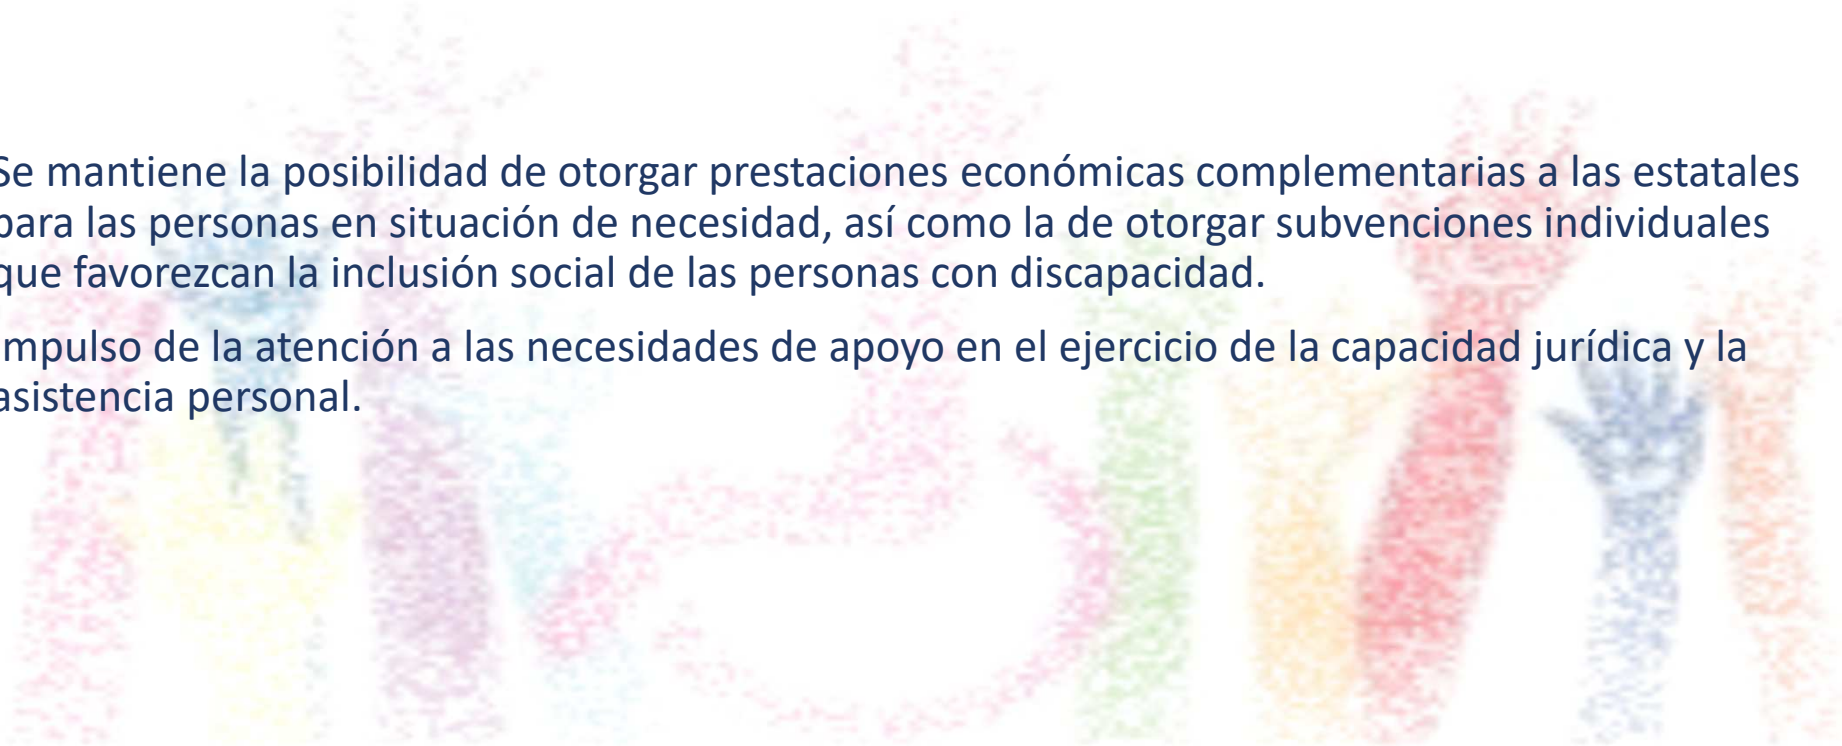 Se mantiene la posibilidad de otorgar prestaciones económicas complementarias a las estatales
para las personas en situación de necesidad, así como la de otorgar subvenciones individuales
que favorezcan la inclusión social de las personas con discapacidad.
mpulso de la atención a las necesidades de apoyo en el ejercicio de la capacidad jurídica y la
asistencia personal.